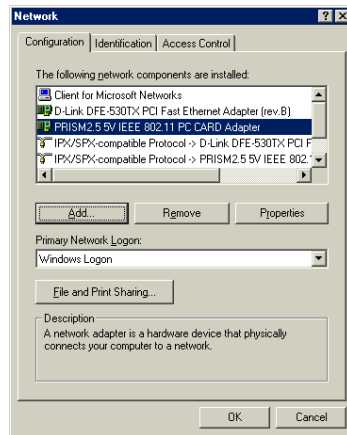 Network
Configuration Identification Access Control
The following network components are installed:
Client for Microsoft Networks
D-Link DFE-530TX PCI Fast Ethernet Adapter (rev.B)
PRISM2.5 5V IEEE 802.11 PC CARD Adapter
IPX/SPX-compatible Protocol -> D-Link DFE-530TX PCI F
IPX/SPX-compatible Protocol -> PRISM2.5 5V IEEE 802.
Add... Remove Properties
Primary Network Logon:
Windows Logon
File and Print Sharing...
Description
A network adapter is a hardware device that physically
connects your computer to a network.
OK Cancel